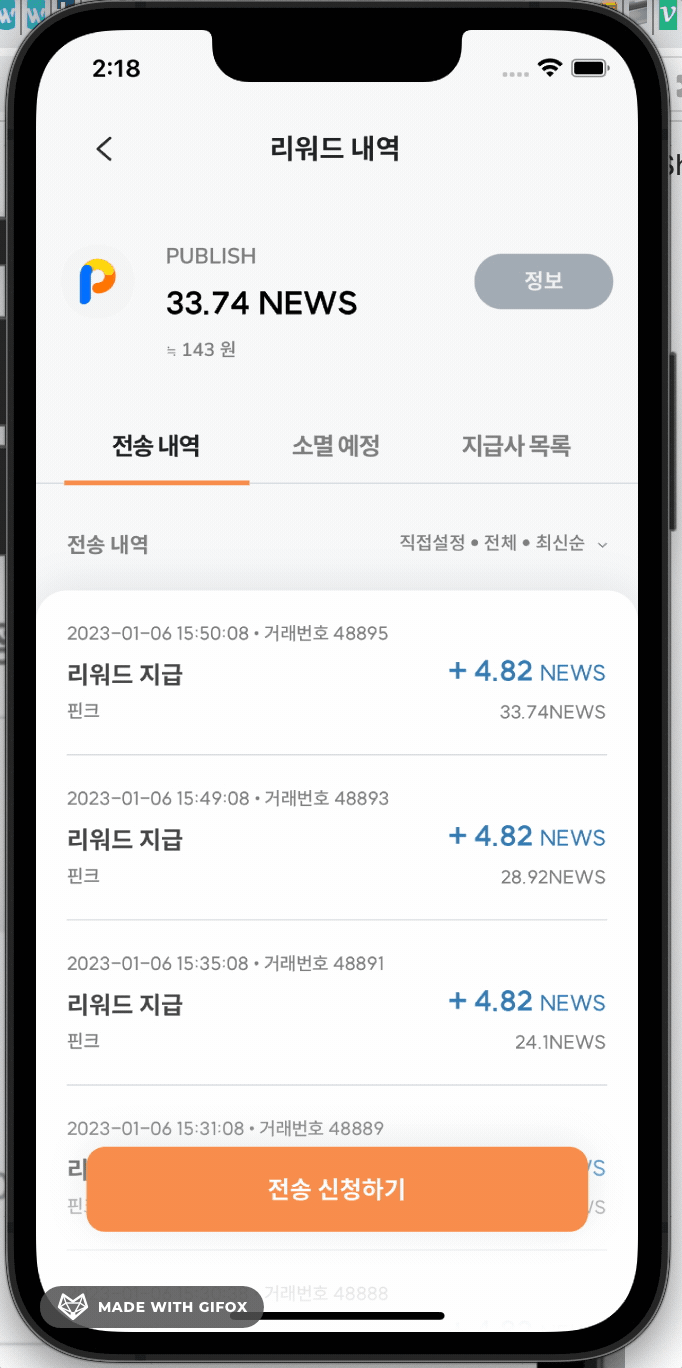 2:18
리워드 내역
PUBLISH
33.74 NEWS
정보
≒ 143 원
전송 내역 소멸 예정 지급사 목록
전송 내역 직접설정 • 전체 • 최신순
2023-01-06 15:50:08 • 거래번호 48895
리워드 지급 + 4.82 NEWS
핀크 33.74NEWS
2023-01-06 15:49:08 • 거래번호 48893
리워드 지급 + 4.82 NEWS
핀크 28.92NEWS
2023-01-06 15:35:08 • 거래번호 48891
리워드 지급 + 4.82 NEWS
핀크 24.1NEWS
2023-01-06 15:31:08 • 거래번호 48889
전송 신청하기
거래번호 48888
MADE WITH GIFOX